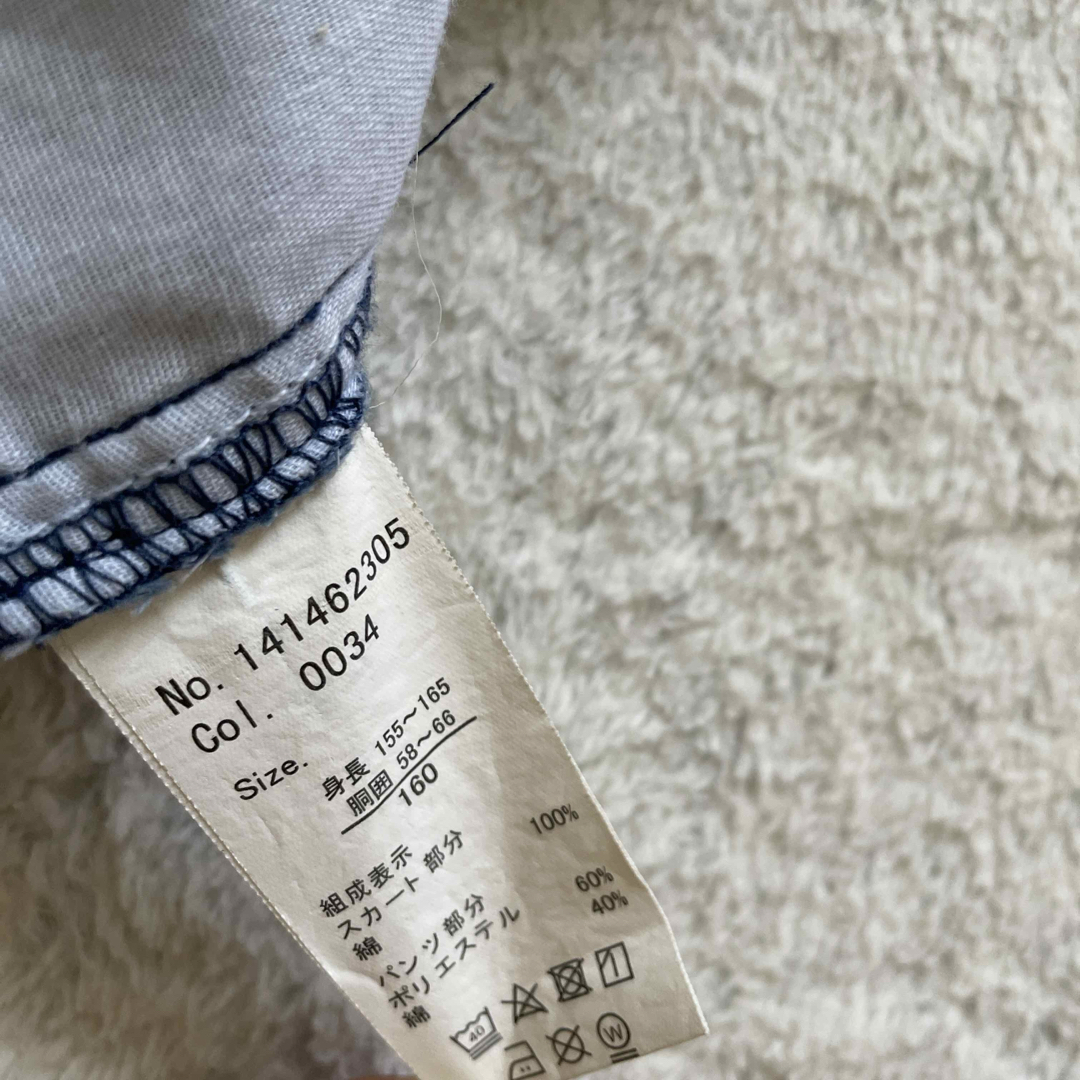 No. 141462305
Col. 0034
Size. 身長 155〜165
胴囲 58〜66
160
組成表示
スカート部分
綿 100%
パンツ部分
ポリエステル 60%
綿 40%
40
W